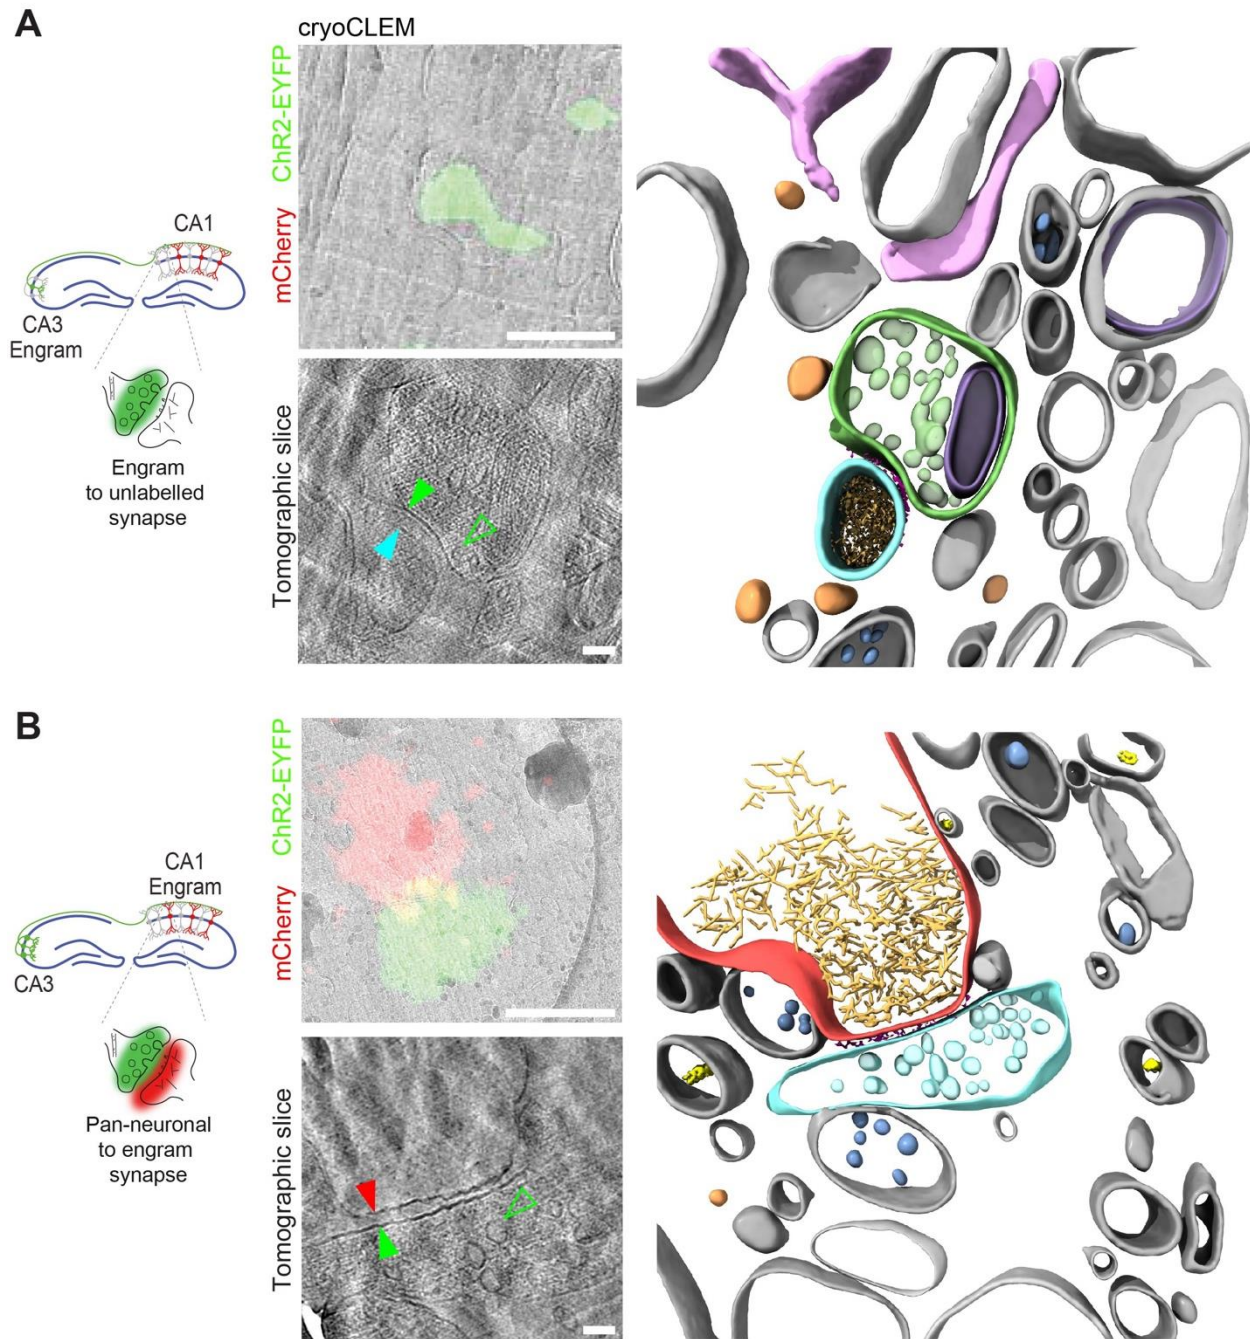 A
cryoCLEM
mCherry ChR2-EYFP
CA1
CA3
Engram
Engram
to unlabelled
synapse
Tomographic slice
B
mCherry ChR2-EYFP
CA1
Engram
CA3
Pan-neuronal
to engram
synapse
Tomographic slice